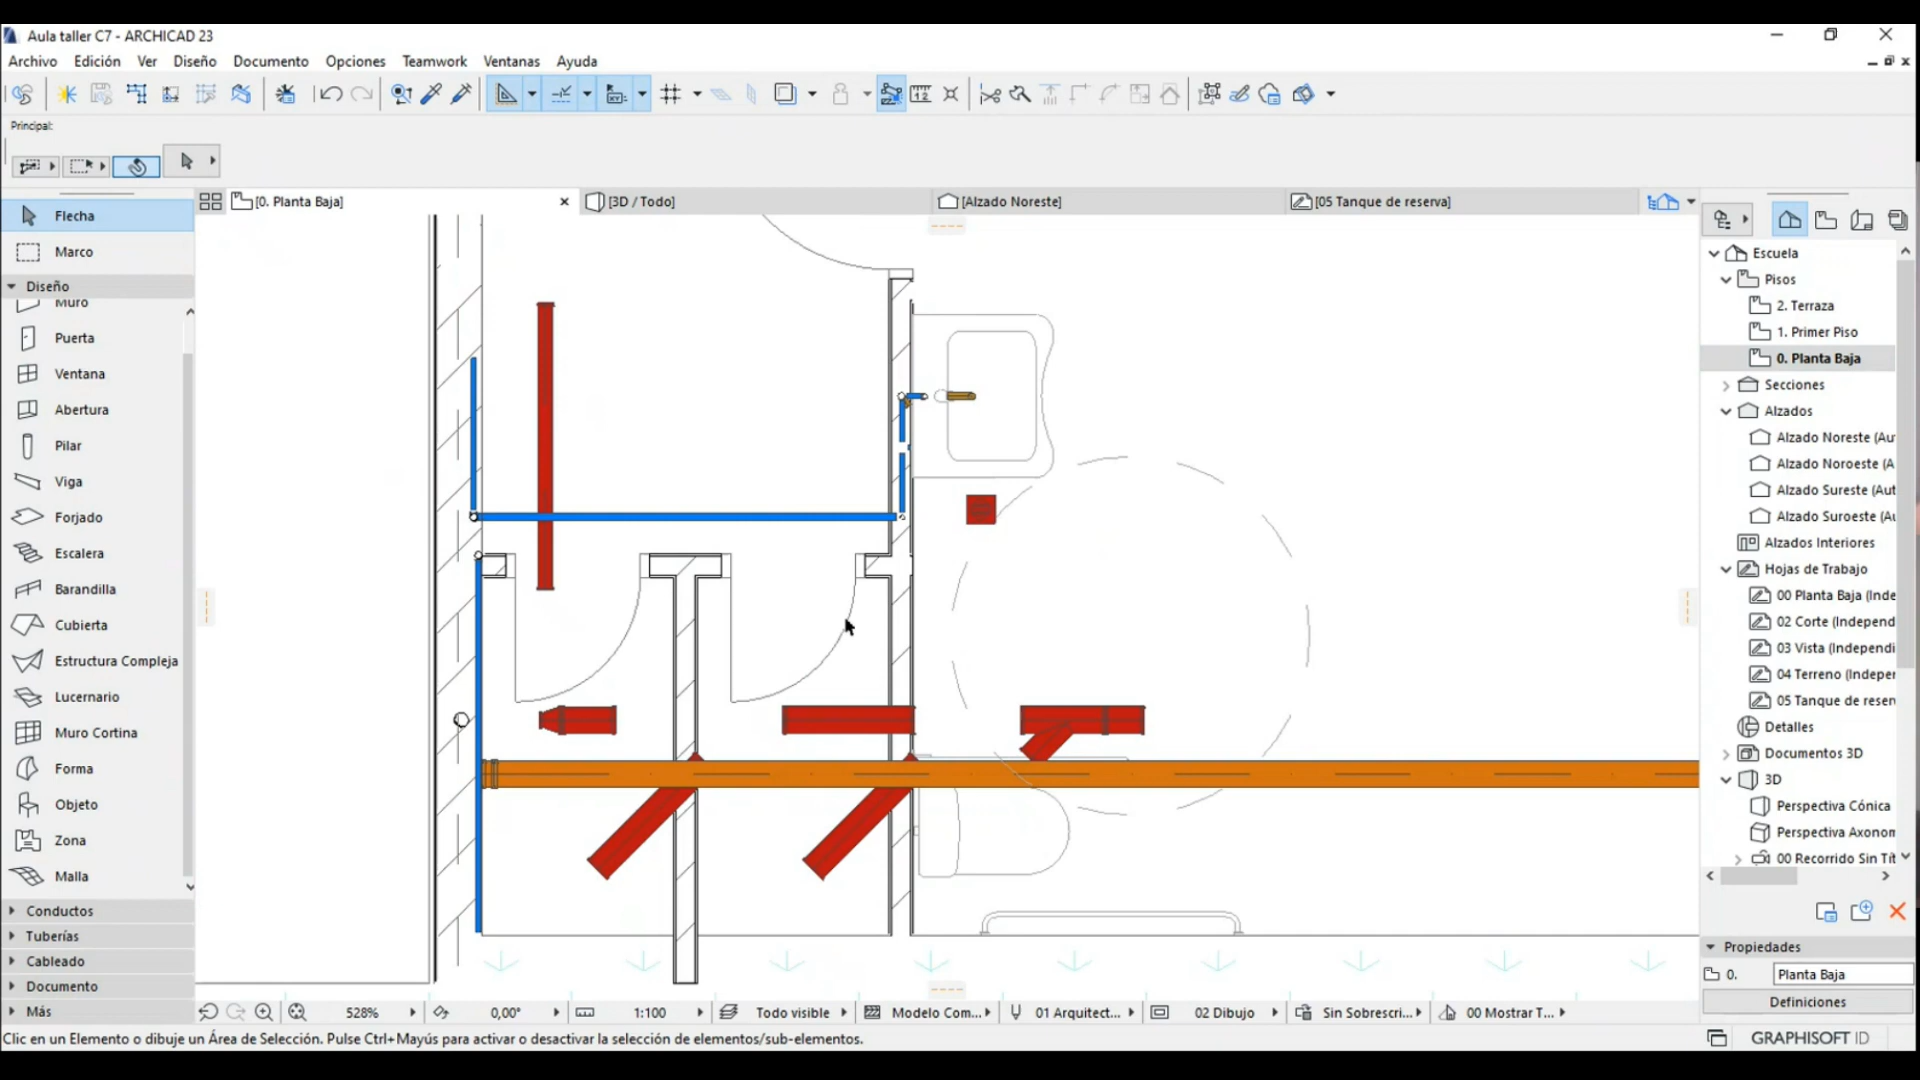 Aula taller C7 - ARCHICAD 23
Archivo Edición Ver Diseño Documento Opciones Teamwork Ventanas Ayuda
Principal:
[0. Planta Baja] [3D / Todo] [Alzado Noreste] [05 Tanque de reserva]
Flecha
Marco
Diseño
Muro
Puerta
Ventana
Abertura
Pilar
Viga
Forjado
Escalera
Barandilla
Cubierta
Estructura Compleja
Lucernario
Muro Cortina
Forma
Objeto
Zona
Malla
Conductos
Tuberías
Cableado
Documento
Más
Escuela
Pisos
2. Terraza
1. Primer Piso
0. Planta Baja
Secciones
Alzados
Alzado Noreste (Au
Alzado Noroeste (A
Alzado Sureste (Aut
Alzado Suroeste (Au
Alzados Interiores
Hojas de Trabajo
00 Planta Baja (Inde
02 Corte (Independ
03 Vista (Independi
04 Terreno (Indeper
05 Tanque de reserv
Detalles
Documentos 3D
3D
Perspectiva Cónica
Perspectiva Axonom
00 Recorrido Sin Tít
Propiedades
0. Planta Baja
Definiciones
528% 0,00° 1:100 Todo visible Modelo Com... 01 Arquitect... 02 Dibujo Sin Sobrescri... 00 Mostrar T...
Clic en un Elemento o dibuje un Área de Selección. Pulse Ctrl+Mayús para activar o desactivar la selección de elementos/sub-elementos.
GRAPHISOFT ID